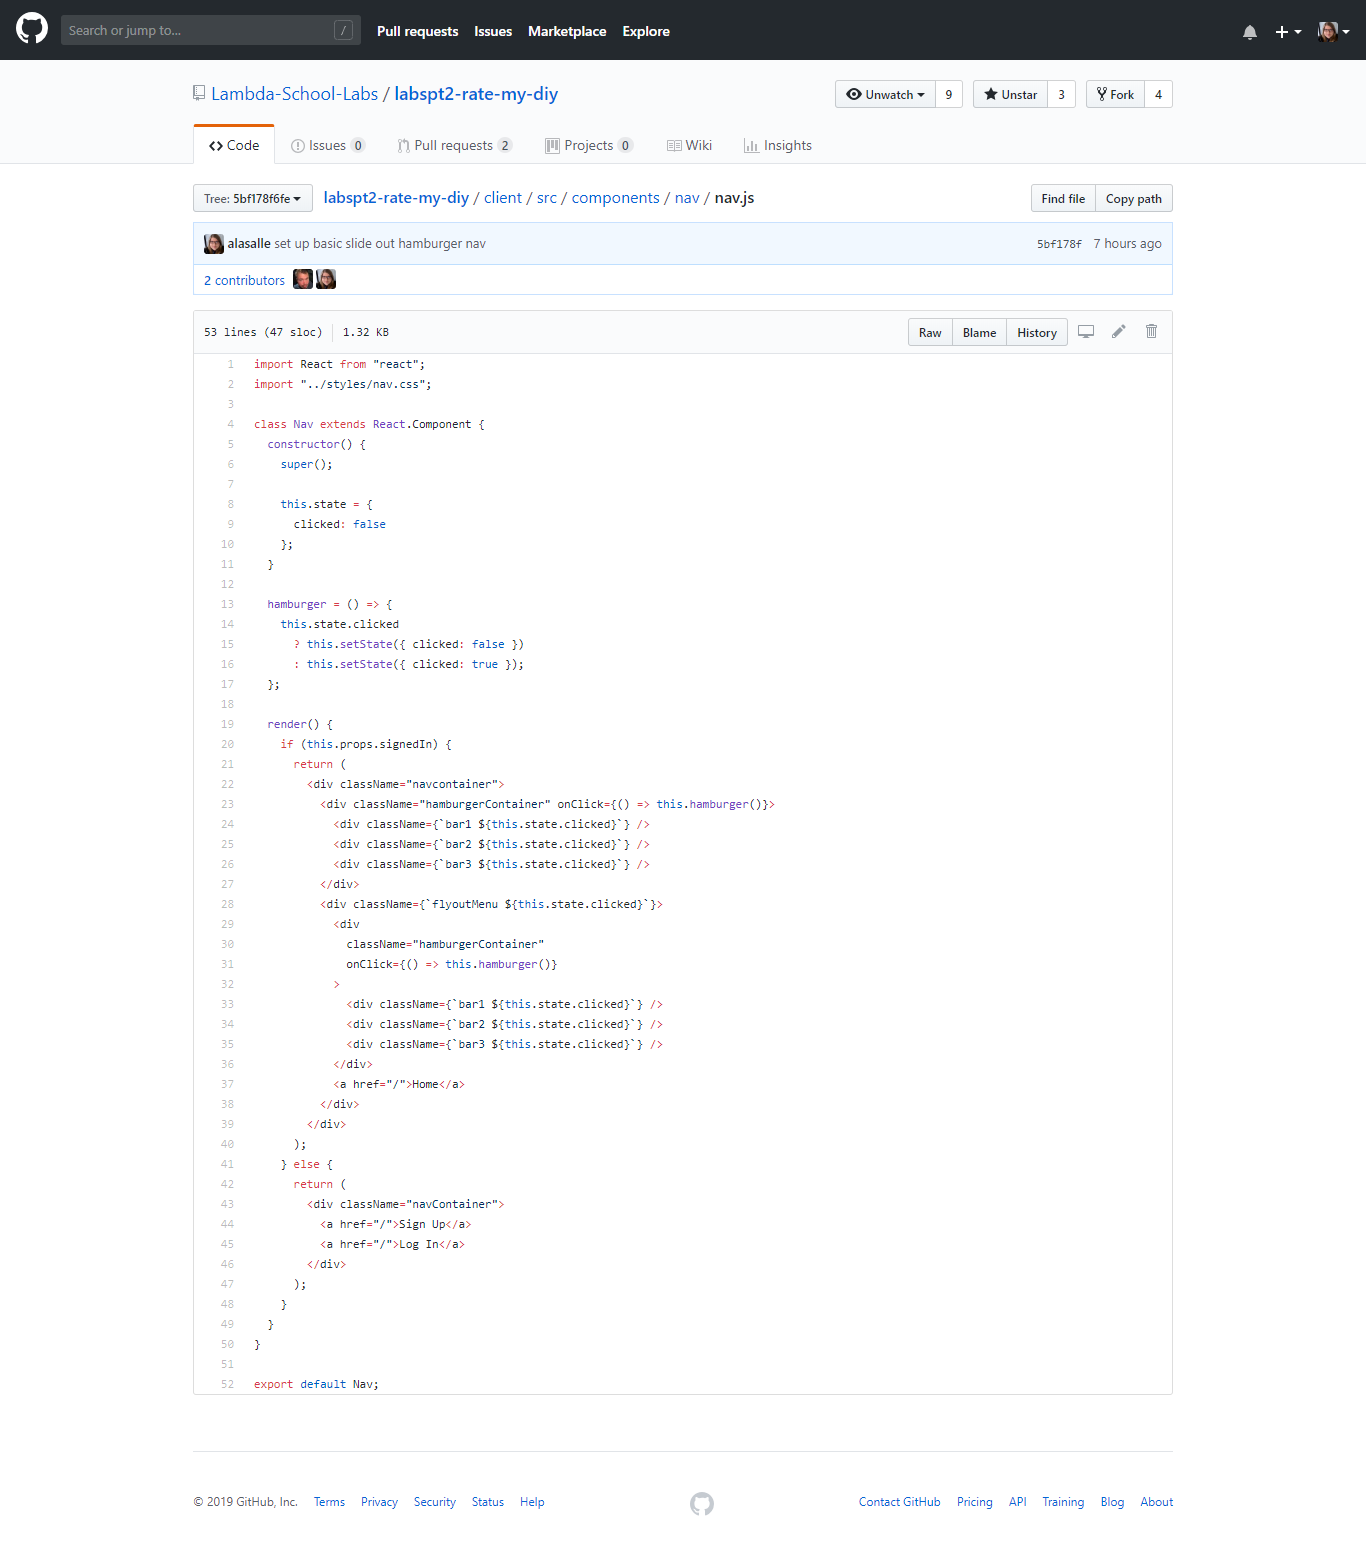 Search or jump to... /
Pull requests Issues Marketplace Explore
Lambda-School-Labs / labspt2-rate-my-diy
Unwatch 9 Unstar 3 Fork 4
Code Issues 0 Pull requests 2 Projects 0 Wiki Insights
Tree: 5bf178f6fe labspt2-rate-my-diy / client / src / components / nav / nav.js Find file Copy path
alasalle set up basic slide out hamburger nav 5bf178f 7 hours ago
2 contributors
53 lines (47 sloc) 1.32 KB Raw Blame History
1 import React from "react";
2 import "../styles/nav.css";
3
4 class Nav extends React.Component {
5 constructor() {
6 super();
7
8 this.state = {
9 clicked: false
10 };
11 }
12
13 hamburger = () => {
14 this.state.clicked
15 ? this.setState({ clicked: false })
16 : this.setState({ clicked: true });
17 };
18
19 render() {
20 if (this.props.signedIn) {
21 return (
22 <div className="navcontainer">
23 <div className="hamburgerContainer" onClick={() => this.hamburger()}>
24 <div className={`bar1 ${this.state.clicked}`} />
25 <div className={`bar2 ${this.state.clicked}`} />
26 <div className={`bar3 ${this.state.clicked}`} />
27 </div>
28 <div className={`flyoutMenu ${this.state.clicked}`}>
29 <div
30 className="hamburgerContainer"
31 onClick={() => this.hamburger()}
32 >
33 <div className={`bar1 ${this.state.clicked}`} />
34 <div className={`bar2 ${this.state.clicked}`} />
35 <div className={`bar3 ${this.state.clicked}`} />
36 </div>
37 <a href="/">Home</a>
38 </div>
39 </div>
40 );
41 } else {
42 return (
43 <div className="navContainer">
44 <a href="/">Sign Up</a>
45 <a href="/">Log In</a>
46 </div>
47 );
48 }
49 }
50 }
51
52 export default Nav;
© 2019 GitHub, Inc. Terms Privacy Security Status Help Contact GitHub Pricing API Training Blog About